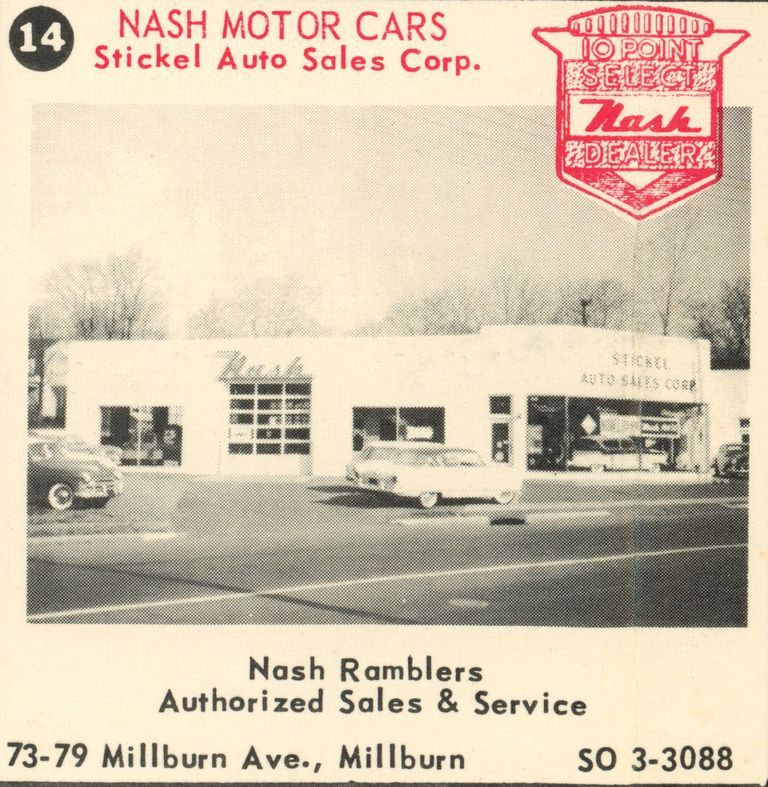 14
NASH MOTOR CARS
Stickel Auto Sales Corp.
10 POINT
SELECT
Nash
DEALER
Nash
STICKEL
AUTO SALES CORP.
Nash Ramblers
Authorized Sales & Service
73-79 Millburn Ave., Millburn
SO 3-3088